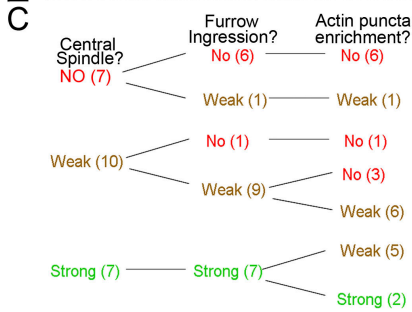 C
Central
Spindle?
Furrow
Ingression?
Actin puncta
enrichment?
NO (7)
No (6)
No (6)
Weak (1)
Weak (1)
Weak (10)
No (1)
No (1)
Weak (9)
No (3)
Weak (6)
Strong (7)
Strong (7)
Weak (5)
Strong (2)